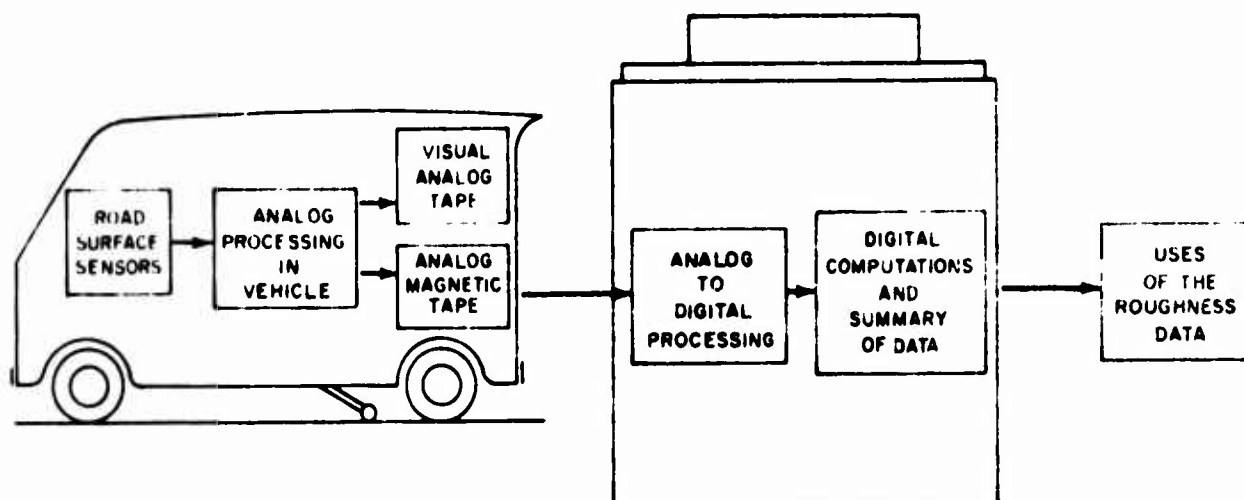 ROAD
SURFACE
SENSORS
ANALOG
PROCESSING
IN
VEHICLE
VISUAL
ANALOG
TAPE
ANALOG
MAGNETIC
TAPE
ANALOG
TO
DIGITAL
PROCESSING
DIGITAL
COMPUTATIONS
AND
SUMMARY
OF DATA
USES
OF THE
ROUGHNESS
DATA